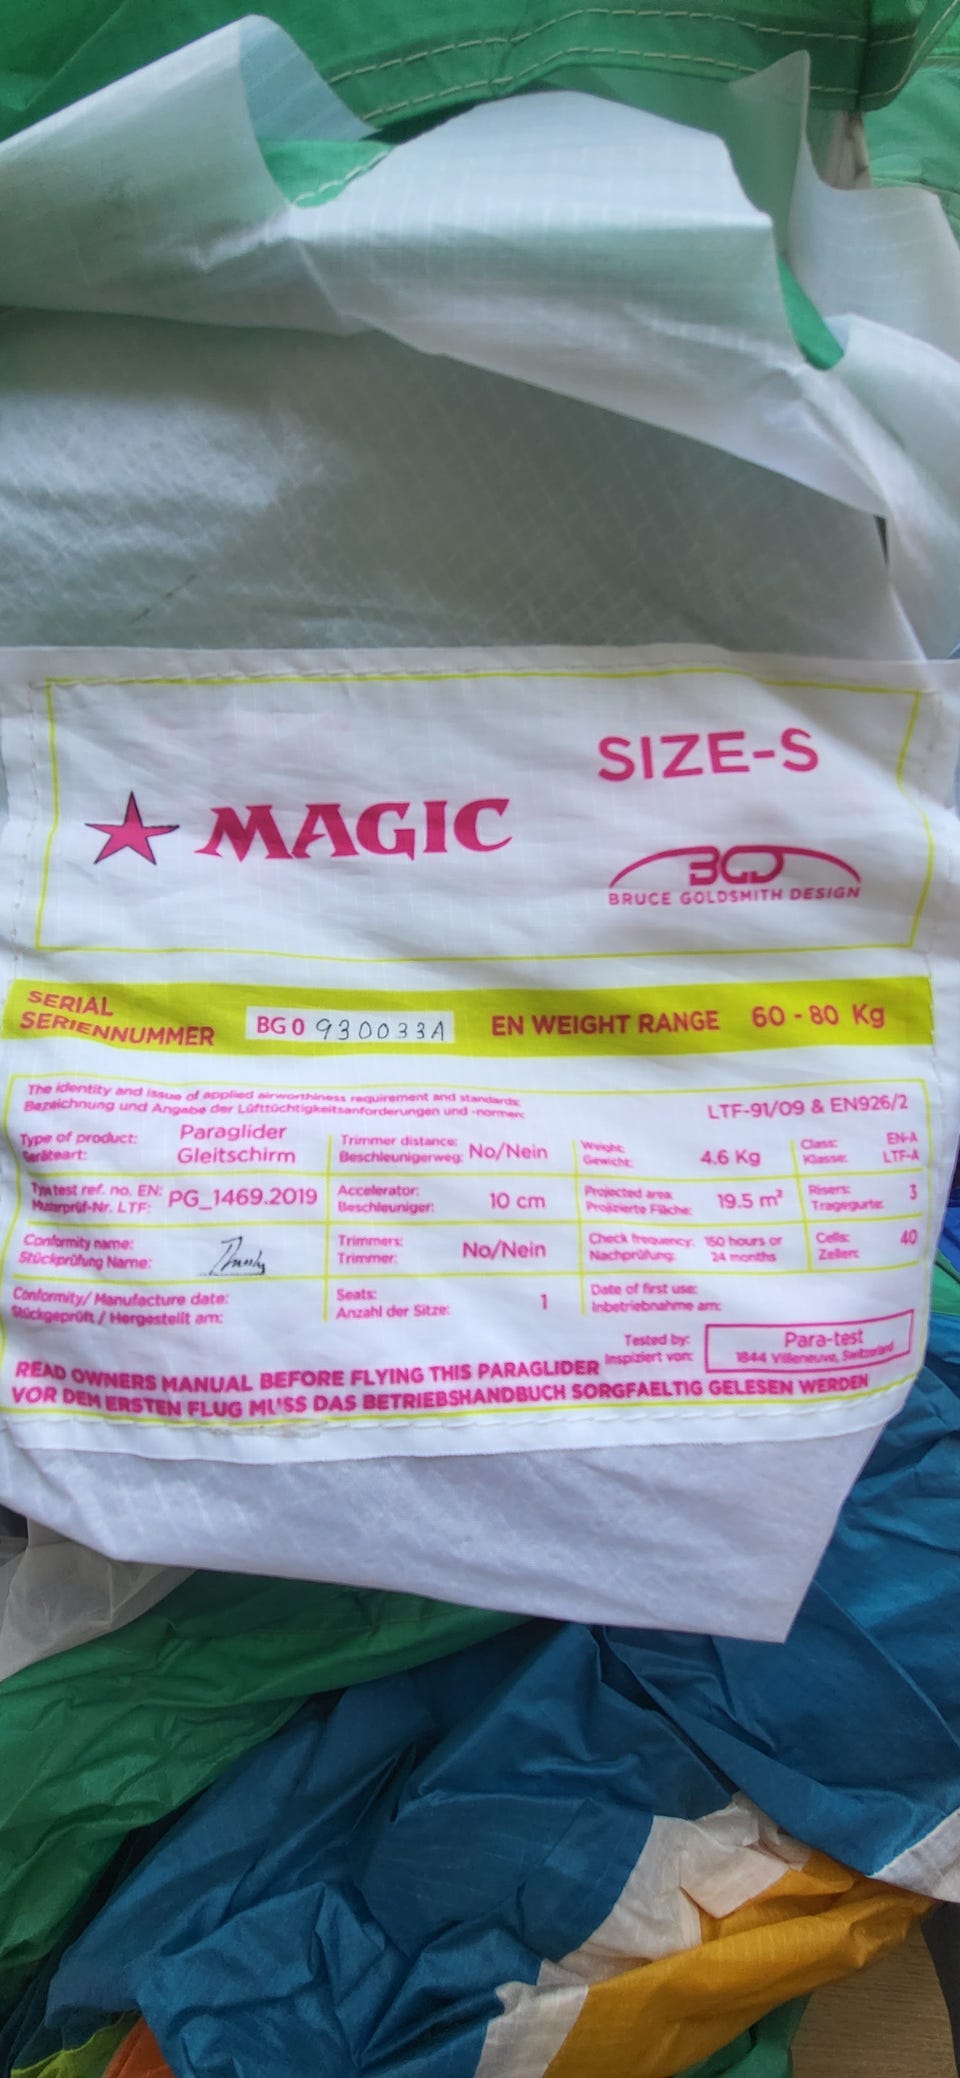 SIZE-S
MAGIC
BGD
BRUCE GOLDSMITH DESIGN
SERIAL
SERIENNUMMER
BG0 930033A
EN WEIGHT RANGE 60 - 80 Kg
The identity and issue of applied airworthiness requirement and standards:
Bezeichnung und Angabe der Lüfttüchtigkeitsanforderungen und -normen:
LTF-91/09 & EN926/2
Type of product:
Geräteart:
Paraglider
Gleitschirm
Trimmer distance:
Beschleunigerweg:
No/Nein
Weight:
Gewicht:
4.6 Kg
Class:
Klasse:
EN-A
LTF-A
Type test ref. no. EN:
Musterprüf-Nr. LTF:
PG_1469.2019
Accelerator:
Beschleuniger:
10 cm
Projected area:
Projizierte Fläche:
19.5 m²
Risers:
Tragegurte:
3
Conformity name:
Stückprüfung Name:
Trimmers:
Trimmer:
No/Nein
Check frequency:
Nachprüfung:
150 hours or
24 months
Cells:
Zellen:
40
Conformity/ Manufacture date:
Stückgeprüft / Hergestellt am:
Seats:
Anzahl der Sitze:
1
Date of first use:
Inbetriebnahme am:
Tested by:
Inspiziert von:
Para-test
1844 Villeneuve, Switzerland
READ OWNERS MANUAL BEFORE FLYING THIS PARAGLIDER
VOR DEM ERSTEN FLUG MUSS DAS BETRIEBSHANDBUCH SORGFAELTIG GELESEN WERDEN